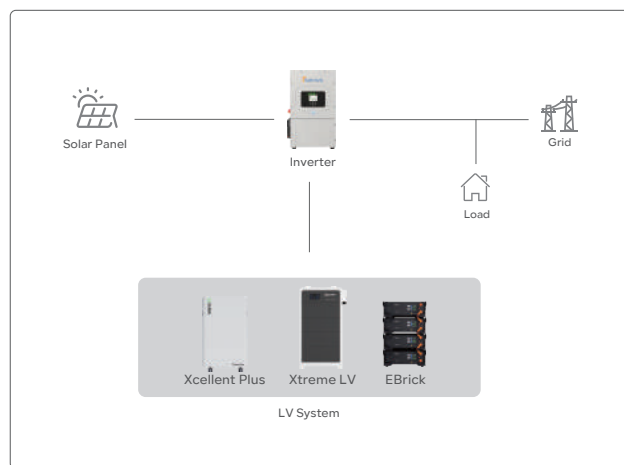 Solar Panel
Inverter
Grid
Load
Xcellent Plus
Xtreme LV
EBrick
LV System